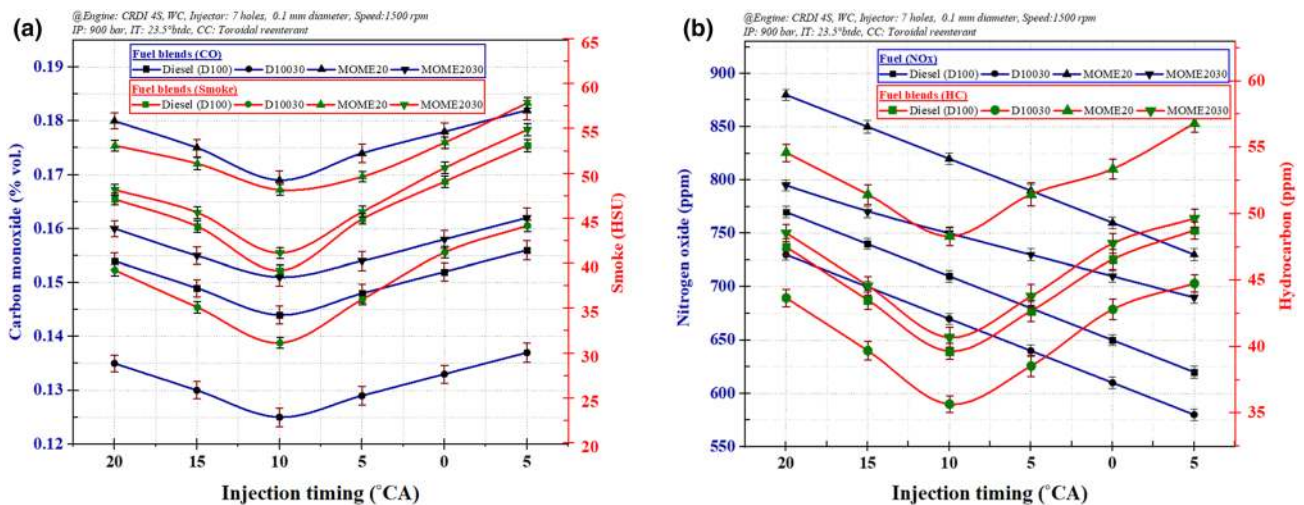 @Engine: CRDI 4S, WC, Injector: 7 holes, 0.1 mm diameter, Speed:1500 rpm
IP: 900 bar, IT: 23.5°btdc, CC: Toroidal reenterant
(a)
Fuel blends (CO)
Diesel (D100) D10030 MOME20 MOME2030
Fuel blends (Smoke)
Diesel (D100) D10030 MOME20 MOME2030
Carbon monoxide (% vol.)
0.19
0.18
0.17
0.16
0.15
0.14
0.13
0.12
Smoke (HSU)
65
60
55
50
45
40
35
30
25
20
20 15 10 5 0 5
Injection timing (°CA)
@Engine: CRDI 4S, WC, Injector: 7 holes, 0.1 mm diameter, Speed:1500 rpm
IP: 900 bar, IT: 23.5°btdc, CC: Toroidal reenterant
(b)
Fuel (NOx)
Diesel (D100) D10030 MOME20 MOME2030
Fuel blends (HC)
Diesel (D100) D10030 MOME20 MOME2030
Nitrogen oxide (ppm)
900
850
800
750
700
650
600
550
Hydrocarbon (ppm)
60
55
50
45
40
35
20 15 10 5 0 5
Injection timing (°CA)